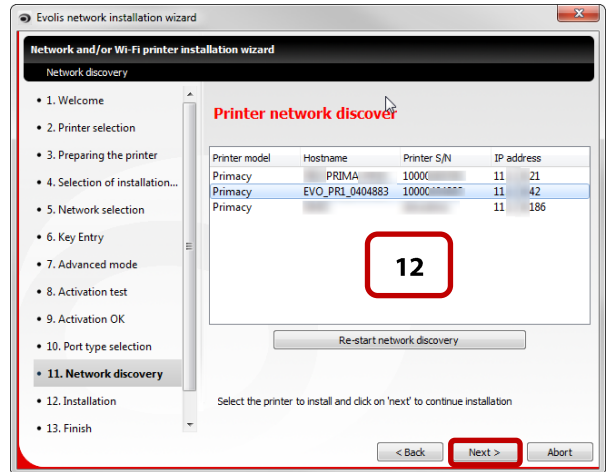 Evolis network installation wizard
Network and/or Wi-Fi printer installation wizard
Network discovery
• 1. Welcome
• 2. Printer selection
• 3. Preparing the printer
• 4. Selection of installation...
• 5. Network selection
• 6. Key Entry
• 7. Advanced mode
• 8. Activation test
• 9. Activation OK
• 10. Port type selection
• 11. Network discovery
• 12. Installation
• 13. Finish
Printer network discover
Printer model Hostname Printer S/N IP address
Primacy PRIMA 10000 11 21
Primacy EVO_PR1_0404883 10000 11 42
Primacy 11 186
12
Re-start network discovery
Select the printer to install and click on 'next' to continue installation
< Back Next > Abort